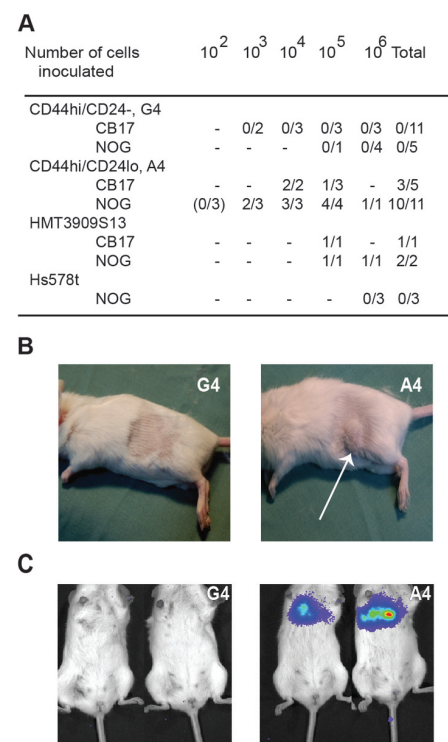 A
Number of cells inoculated 10^2 10^3 10^4 10^5 10^6 Total
CD44hi/CD24-, G4
CB17 - 0/2 0/3 0/3 0/3 0/11
NOG - - - 0/1 0/4 0/5
CD44hi/CD24lo, A4
CB17 - - 2/2 1/3 - 3/5
NOG (0/3) 2/3 3/3 4/4 1/1 10/11
HMT3909S13
CB17 - - - 1/1 - 1/1
NOG - - - 1/1 1/1 2/2
Hs578t
NOG - - - - 0/3 0/3
B
G4 A4
C
G4 A4